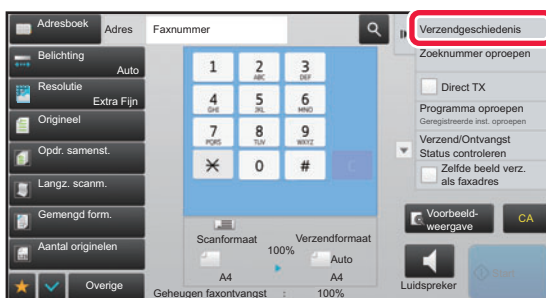 Adresboek
Adres
Faxnummer
Verzendgeschiedenis
Belichting
Auto
Resolutie
Extra Fijn
Origineel
Opdr. samenst.
Langz. scanm.
Gemengd form.
Aantal originelen
Overige
1
2
ABC
3
DEF
4
GHI
5
JKL
6
MNO
7
PQRS
8
TUV
9
WXYZ
0
#
C
Scanformaat
100%
Verzendformaat
Auto
A4
A4
Geheugen faxontvangst : 100%
Zoeknummer oproepen
Direct TX
Programma oproepen
Geregistreerde inst. oproepen
Verzend/Ontvangst
Status controleren
Zelfde beeld verz.
als faxadres
Voorbeeld-
weergave
CA
Luidspreker
Start